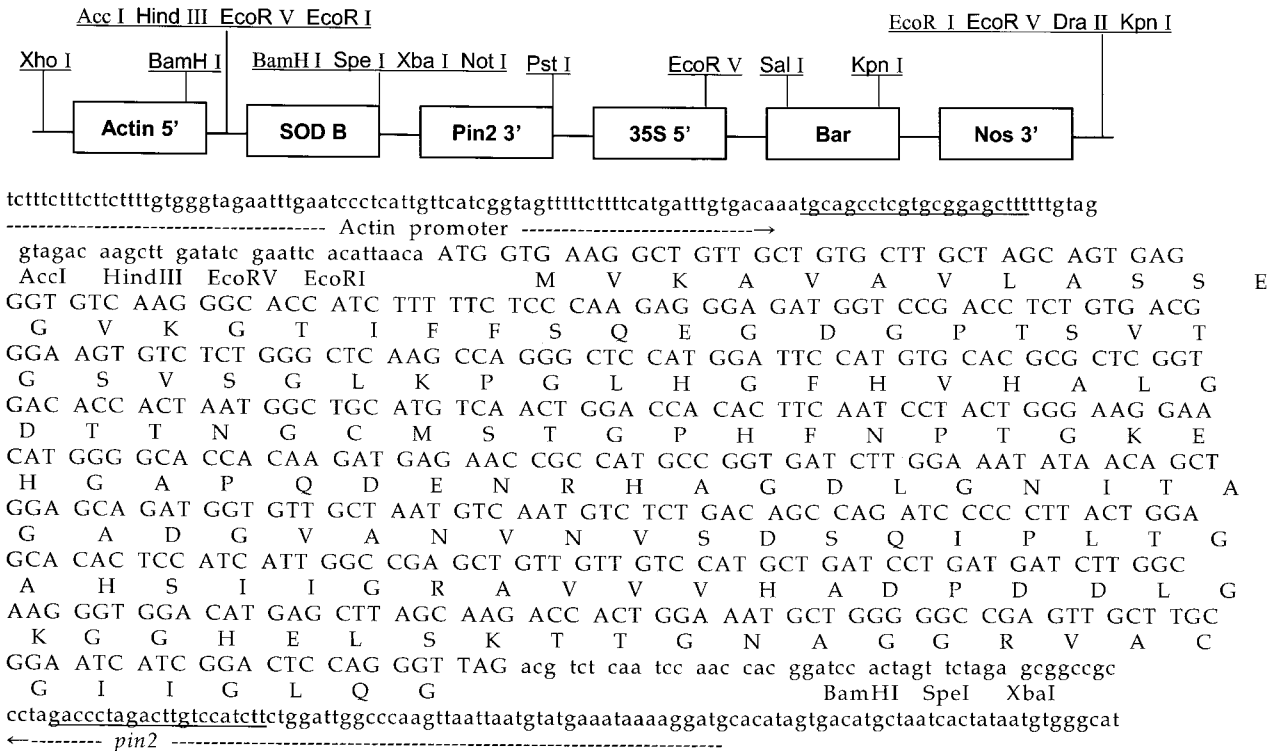 Acc I Hind III EcoR V EcoR I
EcoR I EcoR V Dra II Kpn I
Xho I BamH I BamH I Spe I Xba I Not I Pst I EcoR V Sal I Kpn I
Actin 5' SOD B Pin2 3' 35S 5' Bar Nos 3'
tctttctttcttcttttgtgggtagaatttgaatccctcattgttcatcggtagtttttcttttcatgatttgtgacaaatgcagcctcgtgcggagcttttttgtag
---------------------------------- Actin promoter --------------------------→
gtagac aagctt gatatc gaattc acattaaca ATG GTG AAG GCT GTT GCT GTG CTT GCT AGC AGT GAG
AccI HindIII EcoRV EcoRI M V K A V A V L A S S E
GGT GTC AAG GGC ACC ATC TTT TTC TCC CAA GAG GGA GAT GGT CCG ACC TCT GTG ACG
G V K G T I F F S Q E G D G P T S V T
GGA AGT GTC TCT GGG CTC AAG CCA GGG CTC CAT GGA TTC CAT GTG CAC GCG CTC GGT
G S V S G L K P G L H G F H V H A L G
GAC ACC ACT AAT GGC TGC ATG TCA ACT GGA CCA CAC TTC AAT CCT ACT GGG AAG GAA
D T T N G C M S T G P H F N P T G K E
CAT GGG GCA CCA CAA GAT GAG AAC CGC CAT GCC GGT GAT CTT GGA AAT ATA ACA GCT
H G A P Q D E N R H A G D L G N I T A
GGA GCA GAT GGT GTT GCT AAT GTC AAT GTC TCT GAC AGC CAG ATC CCC CTT ACT GGA
G A D G V A N V N V S D S Q I P L T G
GCA CAC TCC ATC ATT GGC CGA GCT GTT GTT GTC CAT GCT GAT CCT GAT GAT CTT GGC
A H S I I G R A V V V H A D P D D L G
AAG GGT GGA CAT GAG CTT AGC AAG ACC ACT GGA AAT GCT GGG GGC CGA GTT GCT TGC
K G G H E L S K T T G N A G G R V A C
GGA ATC ATC GGA CTC CAG GGT TAG acg tct caa tcc aac cac ggatcc actagt tctaga gcggccgc
G I I G L Q G BamHI SpeI XbaI
cctagaccctagacttgtccatcttctggattggcccaagttaattaatgtatgaaataaaaggatgcacatagtgacatgctaatcactataatgtgggcat
←---------- pin2 ----------------------------------------------------------